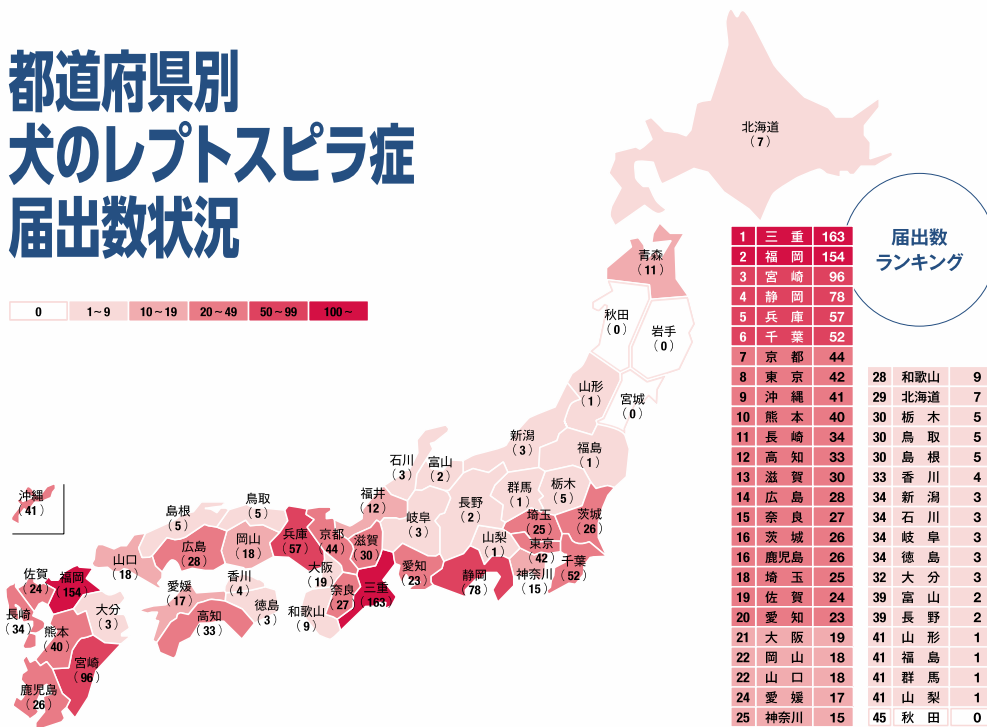 都道府県別
犬のレプトスピラ症
届出数状況
0 1~9 10~19 20~49 50~99 100~
北海道
(7)
青森
(11)
秋田
(0)
岩手
(0)
山形
(1)
宮城
(0)
新潟
(3)
福島
(1)
石川
(3)
富山
(2)
福井
(12)
岐阜
(3)
長野
(2)
群馬
(1)
栃木
(5)
埼玉
(25)
茨城
(26)
山梨
(1)
東京
(42)
千葉
(52)
神奈川
(15)
静岡
(78)
愛知
(23)
三重
(163)
滋賀
(30)
京都
(44)
大阪
(19)
奈良
(27)
和歌山
(9)
兵庫
(57)
鳥取
(5)
島根
(5)
岡山
(18)
広島
(28)
山口
(18)
香川
(4)
徳島
(3)
愛媛
(17)
高知
(33)
福岡
(154)
佐賀
(24)
長崎
(34)
大分
(3)
熊本
(40)
宮崎
(96)
鹿児島
(26)
沖縄
(41)
届出数
ランキング
1 三重 163
2 福岡 154
3 宮崎 96
4 静岡 78
5 兵庫 57
6 千葉 52
7 京都 44
8 東京 42
9 沖縄 41
10 熊本 40
11 長崎 34
12 高知 33
13 滋賀 30
14 広島 28
15 奈良 27
16 茨城 26
16 鹿児島 26
18 埼玉 25
19 佐賀 24
20 愛知 23
21 大阪 19
22 岡山 18
22 山口 18
24 愛媛 17
25 神奈川 15
28 和歌山 9
29 北海道 7
30 栃木 5
30 鳥取 5
30 島根 5
33 香川 4
34 新潟 3
34 石川 3
34 岐阜 3
34 徳島 3
32 大分 3
39 富山 2
39 長野 2
41 山形 1
41 福島 1
41 群馬 1
41 山梨 1
45 秋田 0